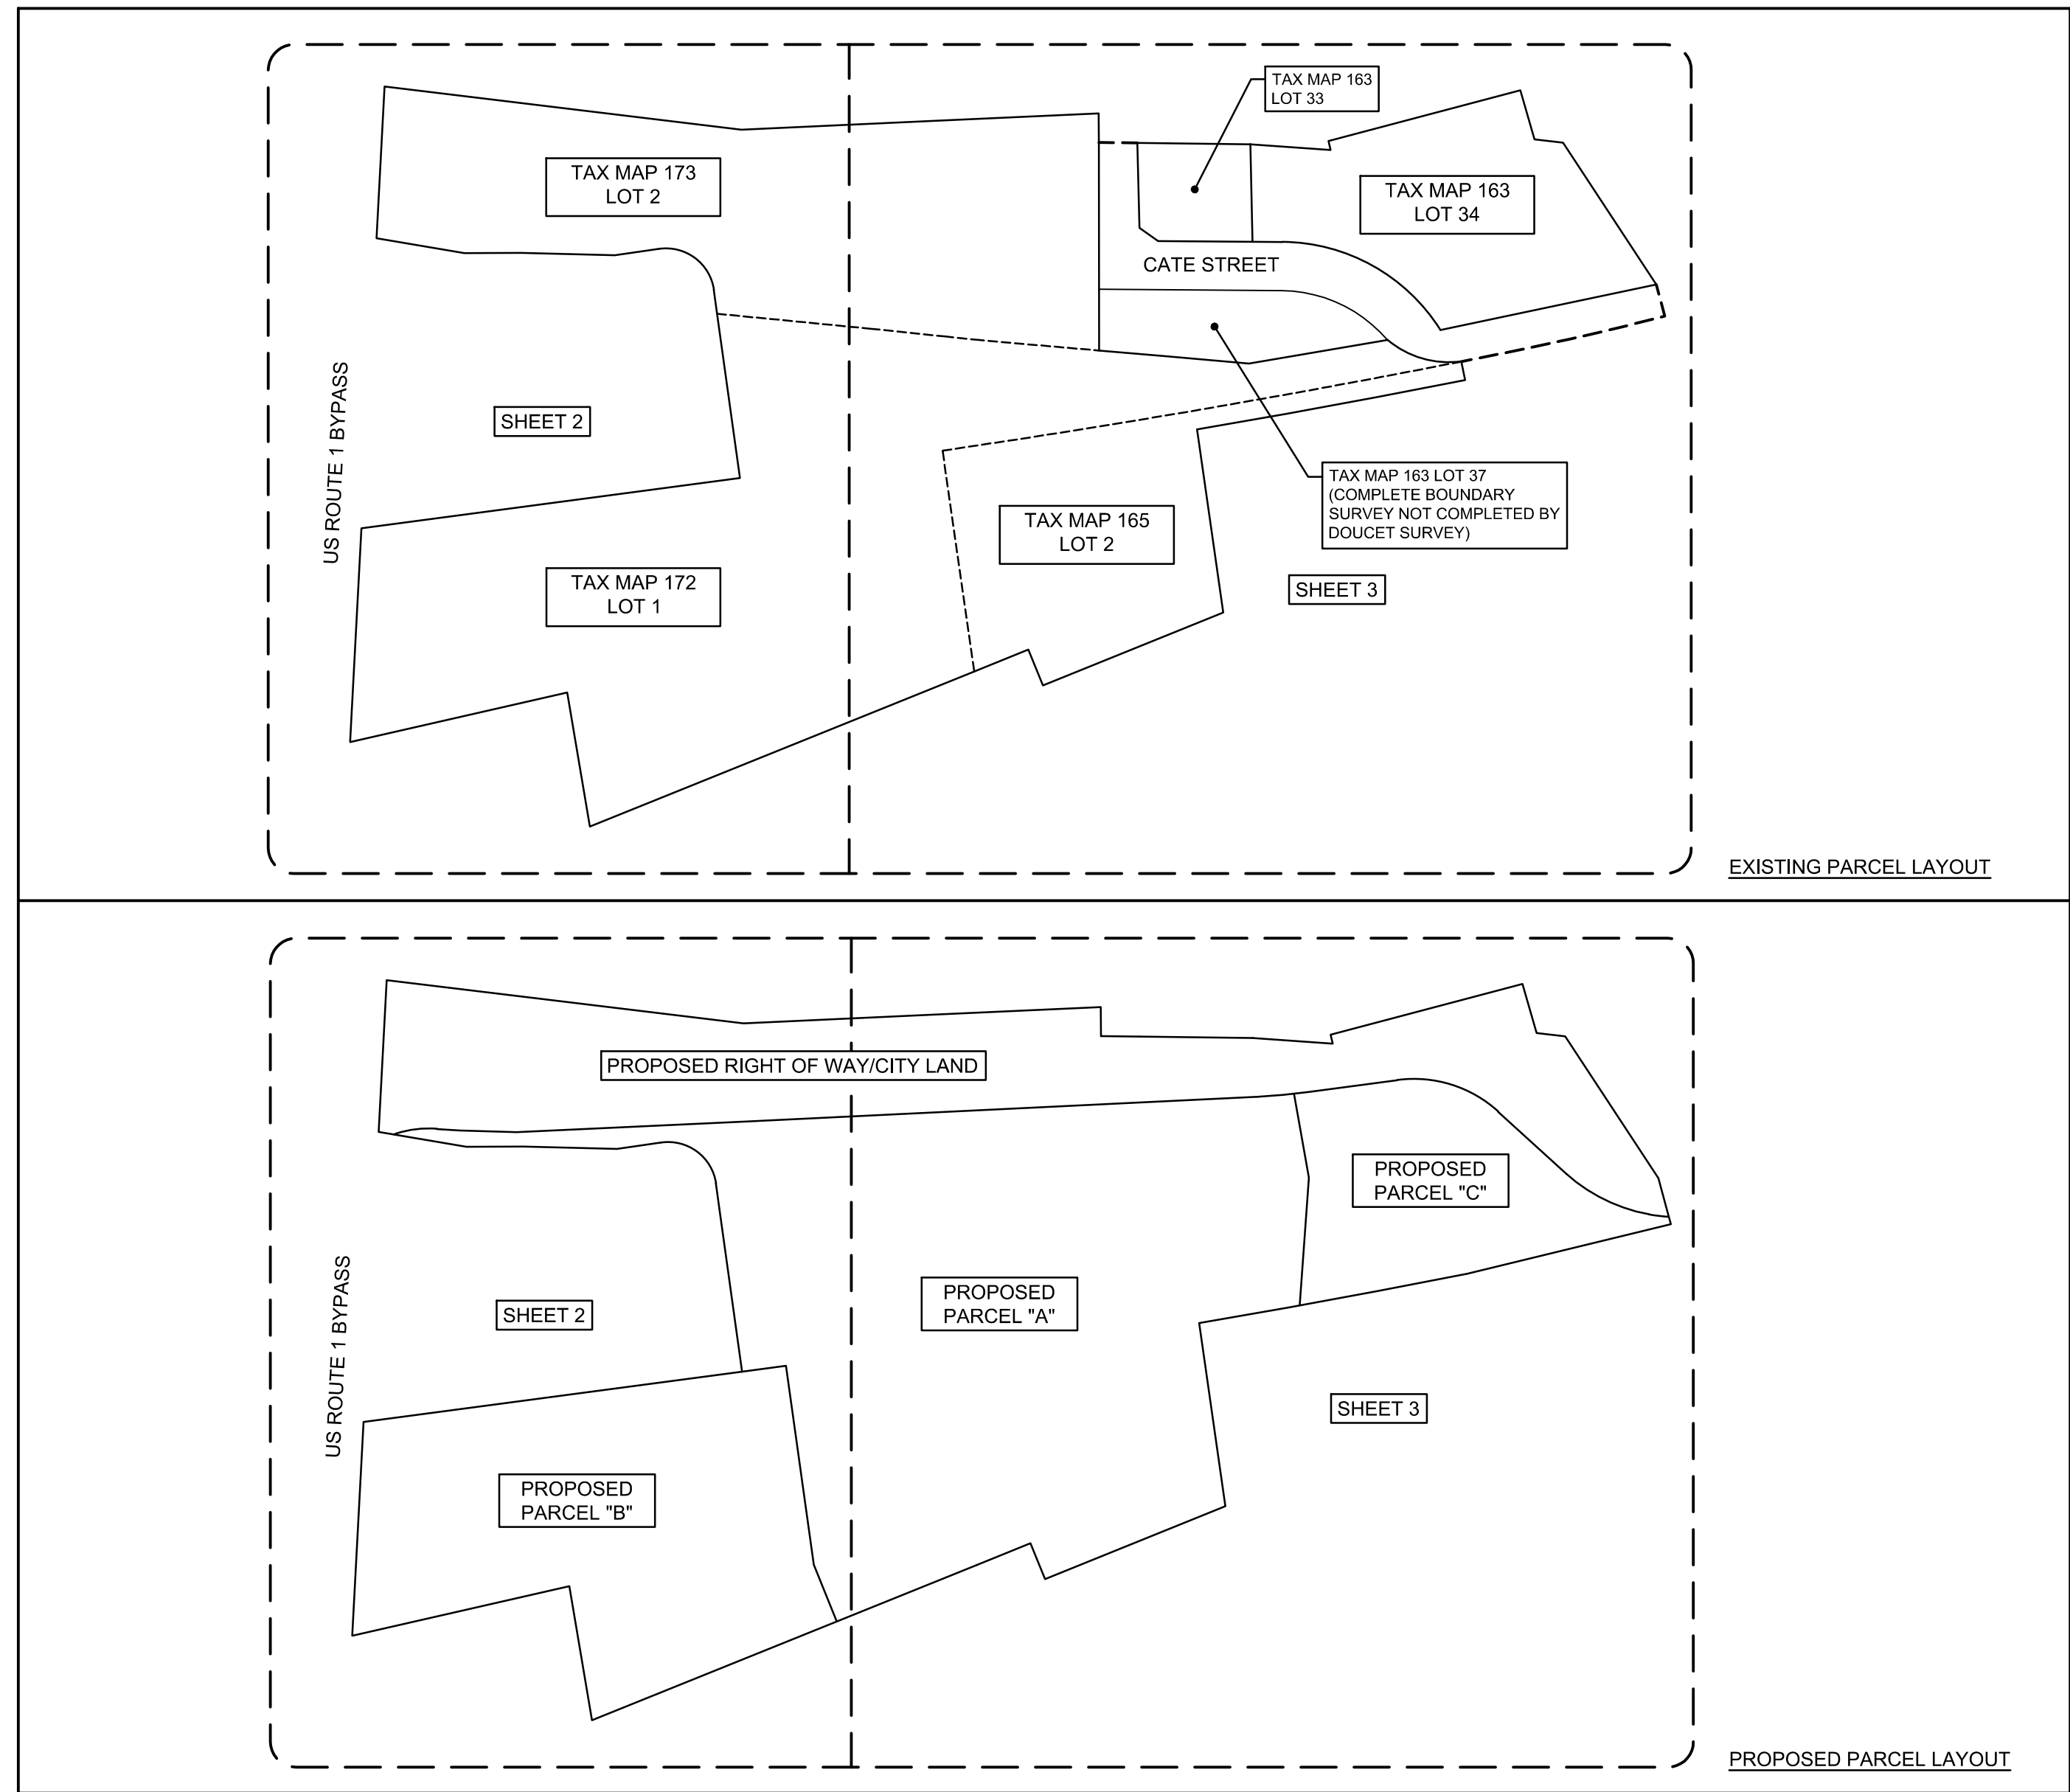 TAX MAP 163
LOT 33
TAX MAP 173
LOT 2
TAX MAP 163
LOT 34
CATE STREET
US ROUTE 1 BYPASS
SHEET 2
TAX MAP 163 LOT 37
(COMPLETE BOUNDARY
SURVEY NOT COMPLETED BY
DOUCET SURVEY)
TAX MAP 165
LOT 2
TAX MAP 172
LOT 1
SHEET 3
EXISTING PARCEL LAYOUT
PROPOSED RIGHT OF WAY/CITY LAND
PROPOSED
PARCEL "C"
US ROUTE 1 BYPASS
SHEET 2
PROPOSED
PARCEL "A"
SHEET 3
PROPOSED
PARCEL "B"
PROPOSED PARCEL LAYOUT